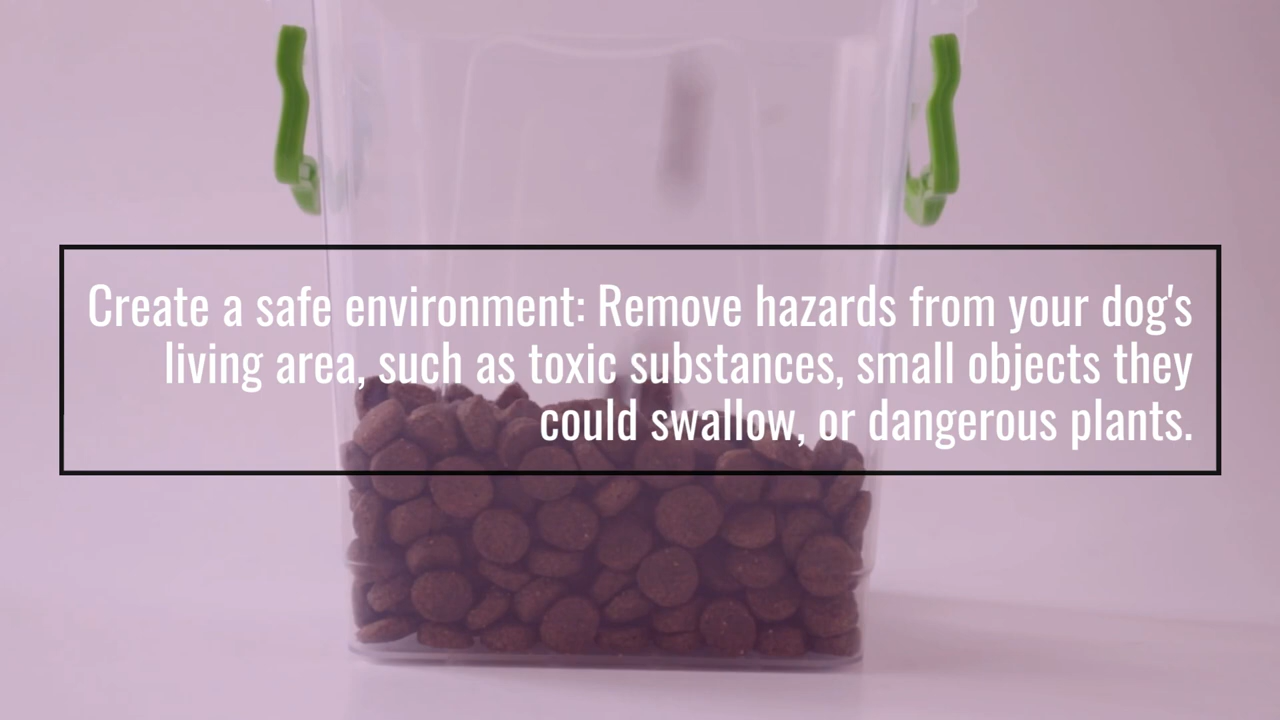 Create a safe environment: Remove hazards from your dog's
living area, such as toxic substances, small objects they
could swallow, or dangerous plants.